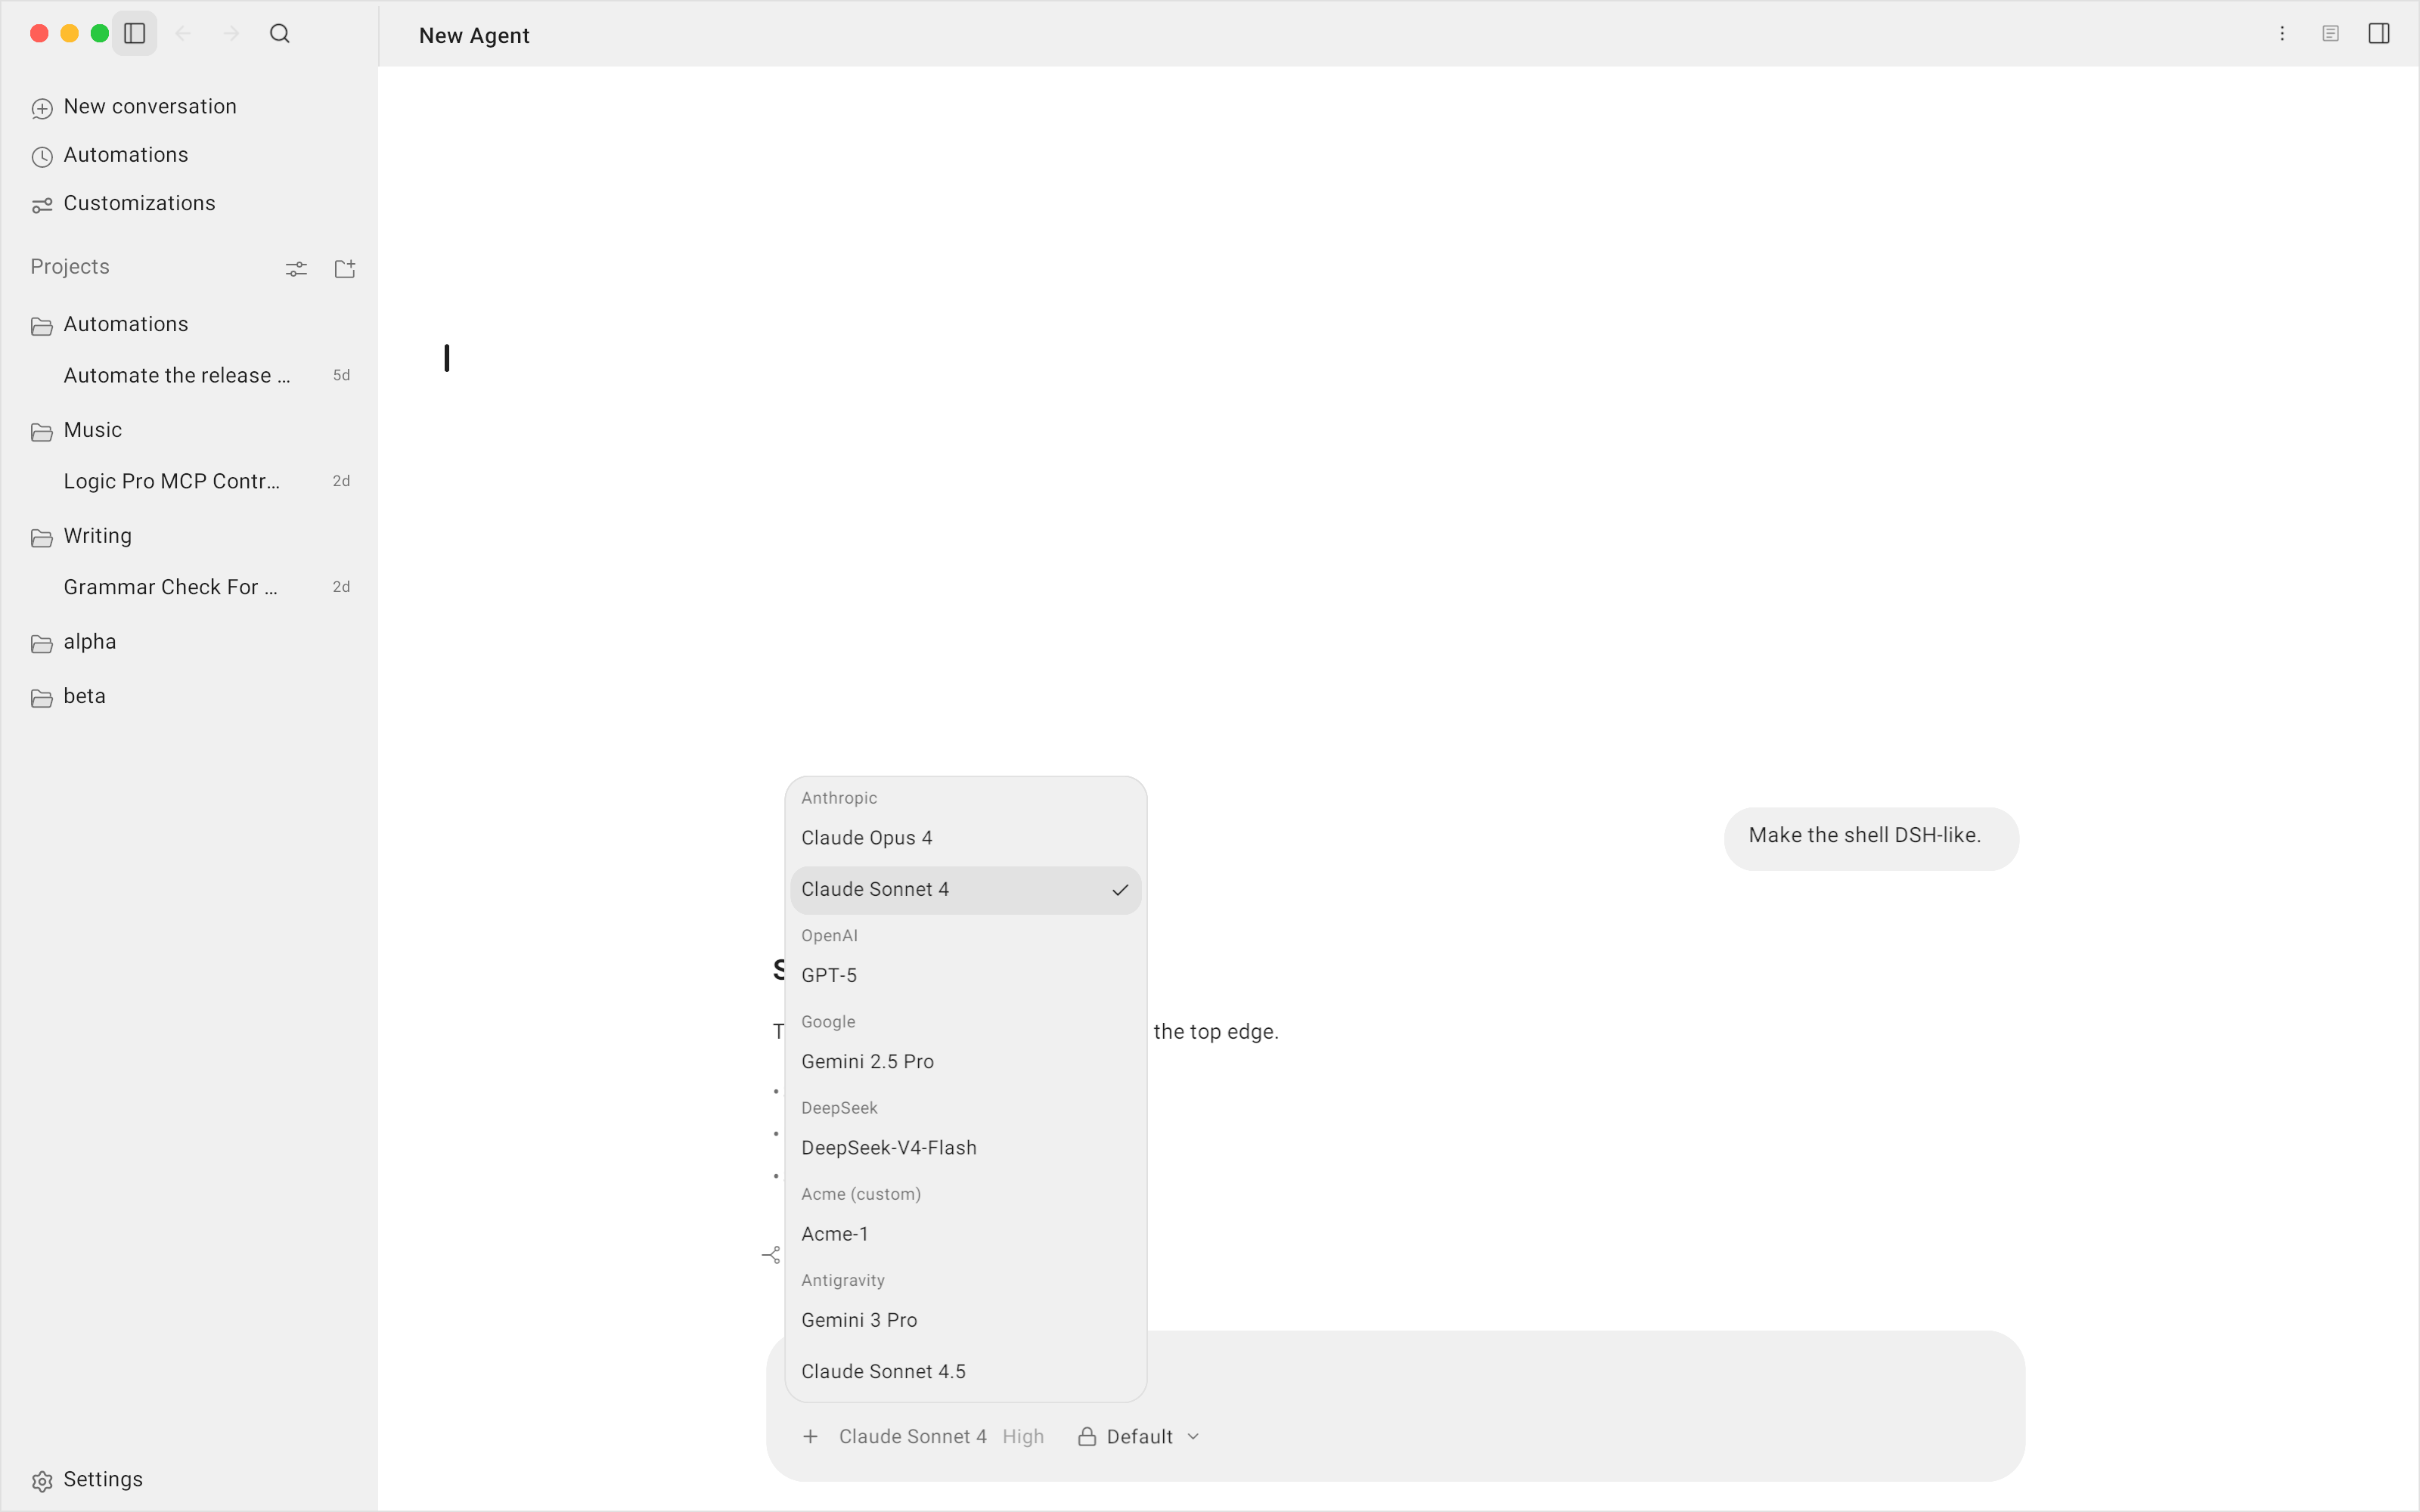 New Agent
New conversation
Automations
Customizations
Projects
Automations
Automate the release ... 5d
Music
Logic Pro MCP Contr... 2d
Writing
Grammar Check For ... 2d
alpha
beta
Settings
Make the shell DSH-like.
S
T the top edge.
Anthropic
Claude Opus 4
Claude Sonnet 4
OpenAI
GPT-5
Google
Gemini 2.5 Pro
DeepSeek
DeepSeek-V4-Flash
Acme (custom)
Acme-1
Antigravity
Gemini 3 Pro
Claude Sonnet 4.5
Claude Sonnet 4 High Default